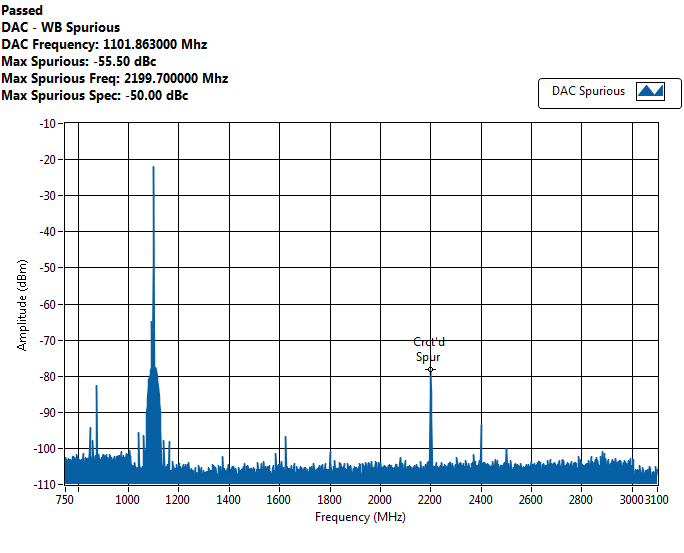 Passed
DAC - WB Spurious
DAC Frequency: 1101.863000 Mhz
Max Spurious: -55.50 dBc
Max Spurious Freq: 2199.700000 Mhz
Max Spurious Spec: -50.00 dBc
DAC Spurious
-10
-20
-30
-40
-50
-60
-70
-80
-90
-100
-110
Amplitude (dBm)
Crct'd
Spur
750 1000 1200 1400 1600 1800 2000 2200 2400 2600 2800 3000 3100
Frequency (MHz)